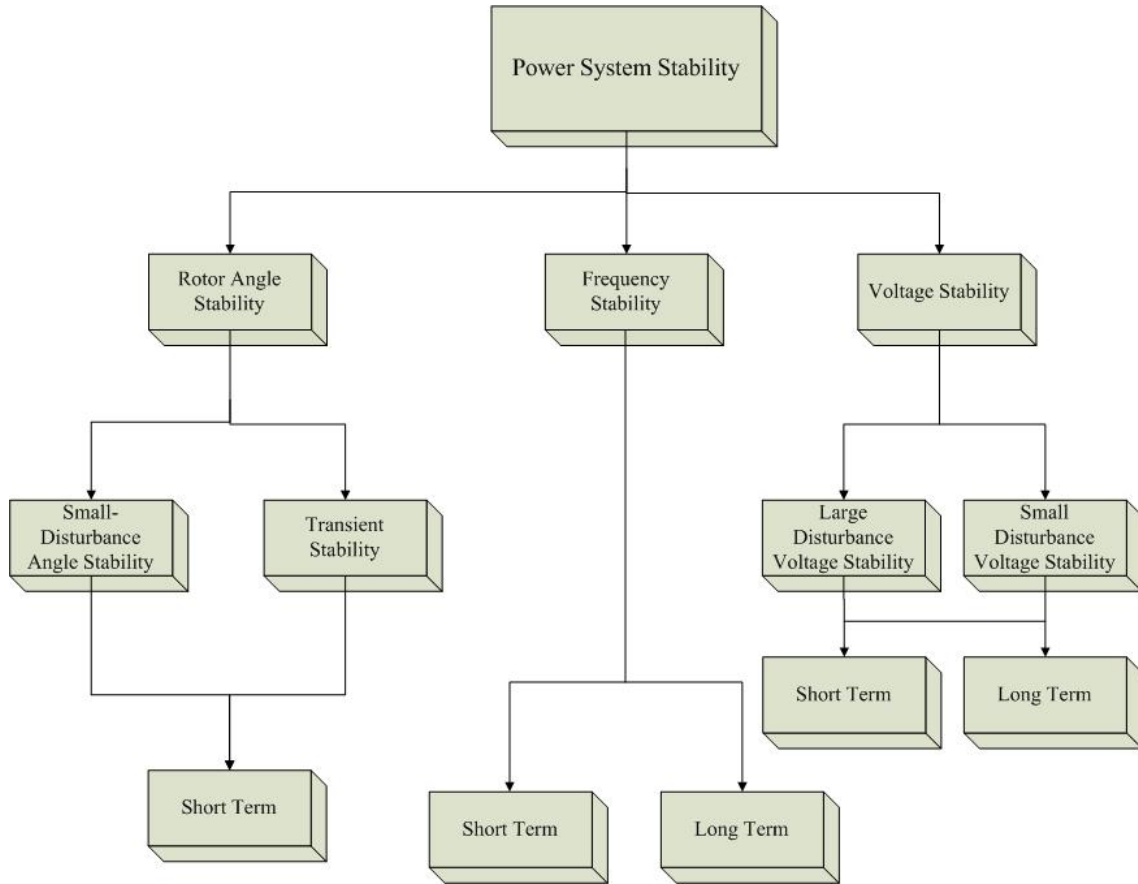 Power System Stability
Rotor Angle
Stability
Frequency
Stability
Voltage Stability
Small-
Disturbance
Angle Stability
Transient
Stability
Large
Disturbance
Voltage Stability
Small
Disturbance
Voltage Stability
Short Term
Long Term
Short Term
Short Term
Long Term